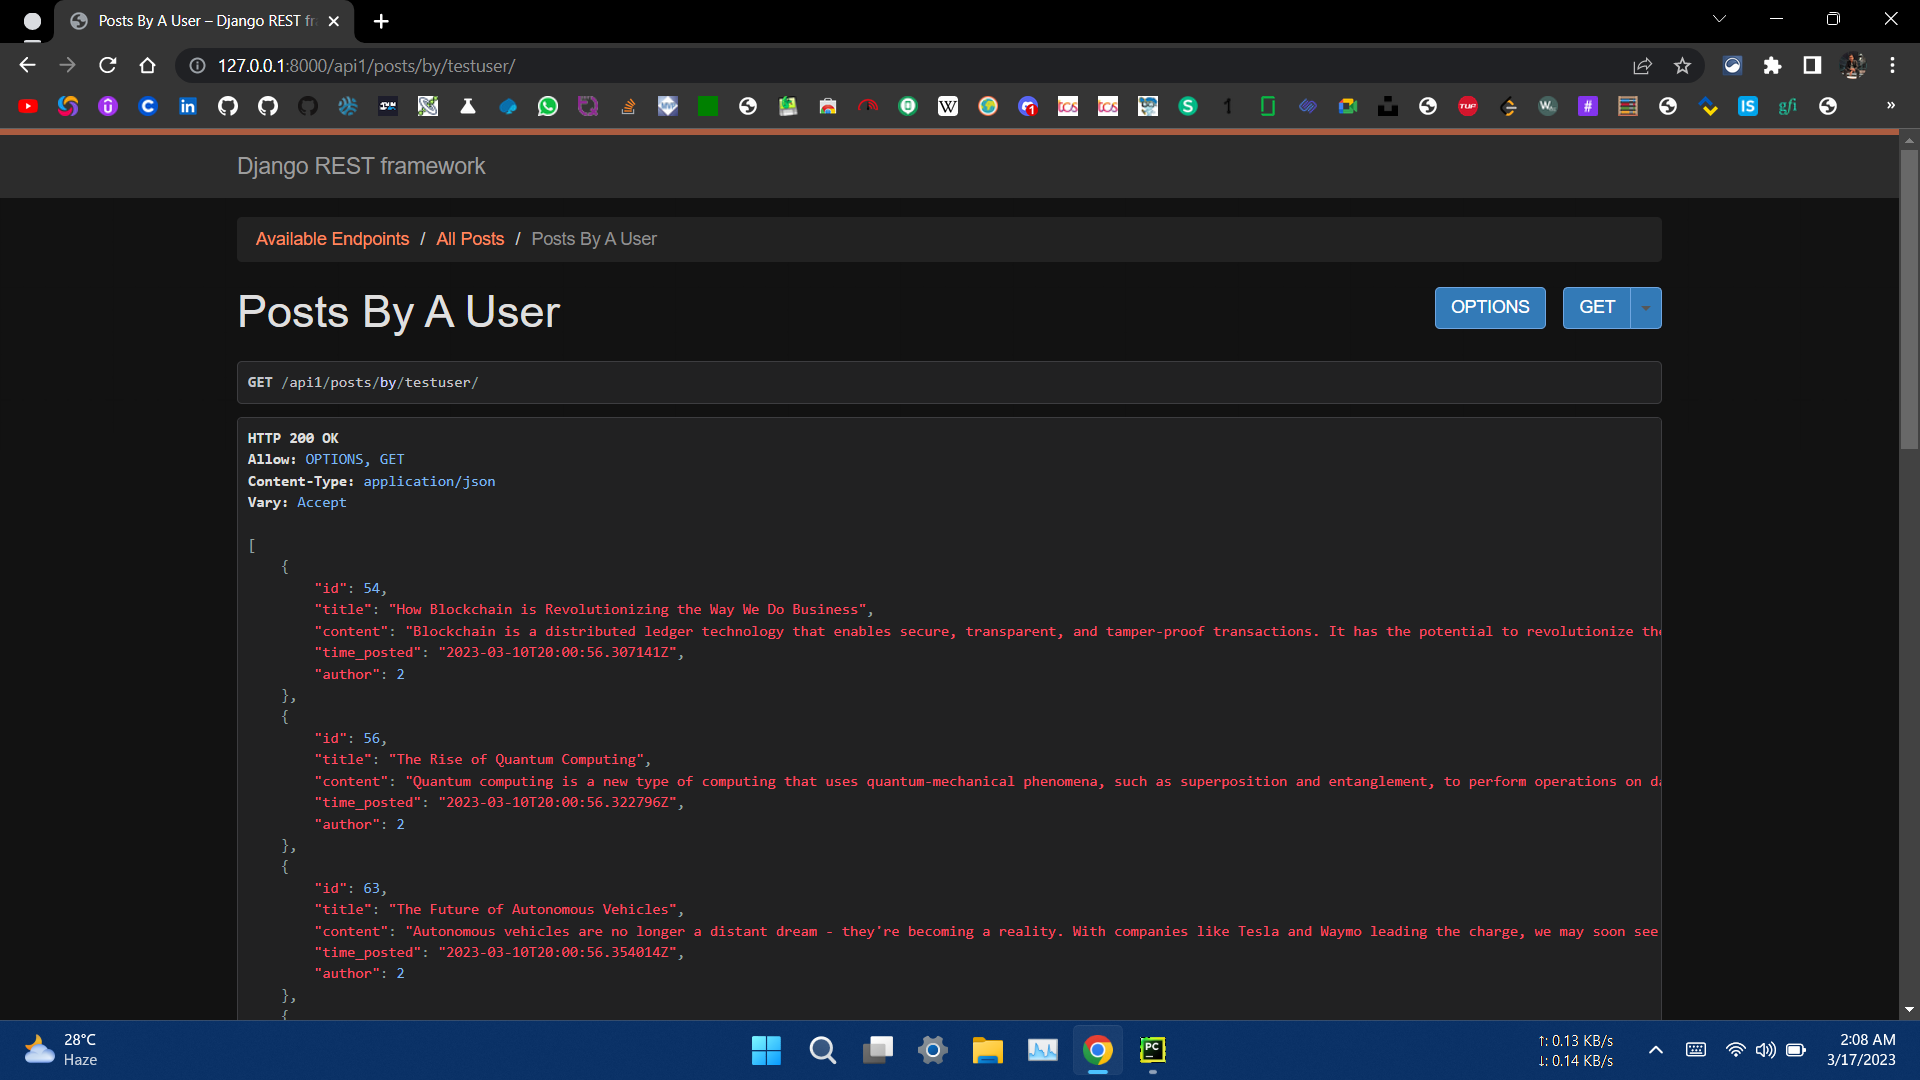 Posts By A User – Django REST fr
127.0.0.1:8000/api1/posts/by/testuser/
Django REST framework
Available Endpoints / All Posts / Posts By A User
Posts By A User
OPTIONS
GET
GET /api1/posts/by/testuser/
HTTP 200 OK
Allow: OPTIONS, GET
Content-Type: application/json
Vary: Accept
[
{
"id": 54,
"title": "How Blockchain is Revolutionizing the Way We Do Business",
"content": "Blockchain is a distributed ledger technology that enables secure, transparent, and tamper-proof transactions. It has the potential to revolutionize the
"time_posted": "2023-03-10T20:00:56.307141Z",
"author": 2
},
{
"id": 56,
"title": "The Rise of Quantum Computing",
"content": "Quantum computing is a new type of computing that uses quantum-mechanical phenomena, such as superposition and entanglement, to perform operations on da
"time_posted": "2023-03-10T20:00:56.322796Z",
"author": 2
},
{
"id": 63,
"title": "The Future of Autonomous Vehicles",
"content": "Autonomous vehicles are no longer a distant dream - they're becoming a reality. With companies like Tesla and Waymo leading the charge, we may soon see
"time_posted": "2023-03-10T20:00:56.354014Z",
"author": 2
},
{
28°C
Haze
↑: 0.13 KB/s
↓: 0.14 KB/s
2:08 AM
3/17/2023